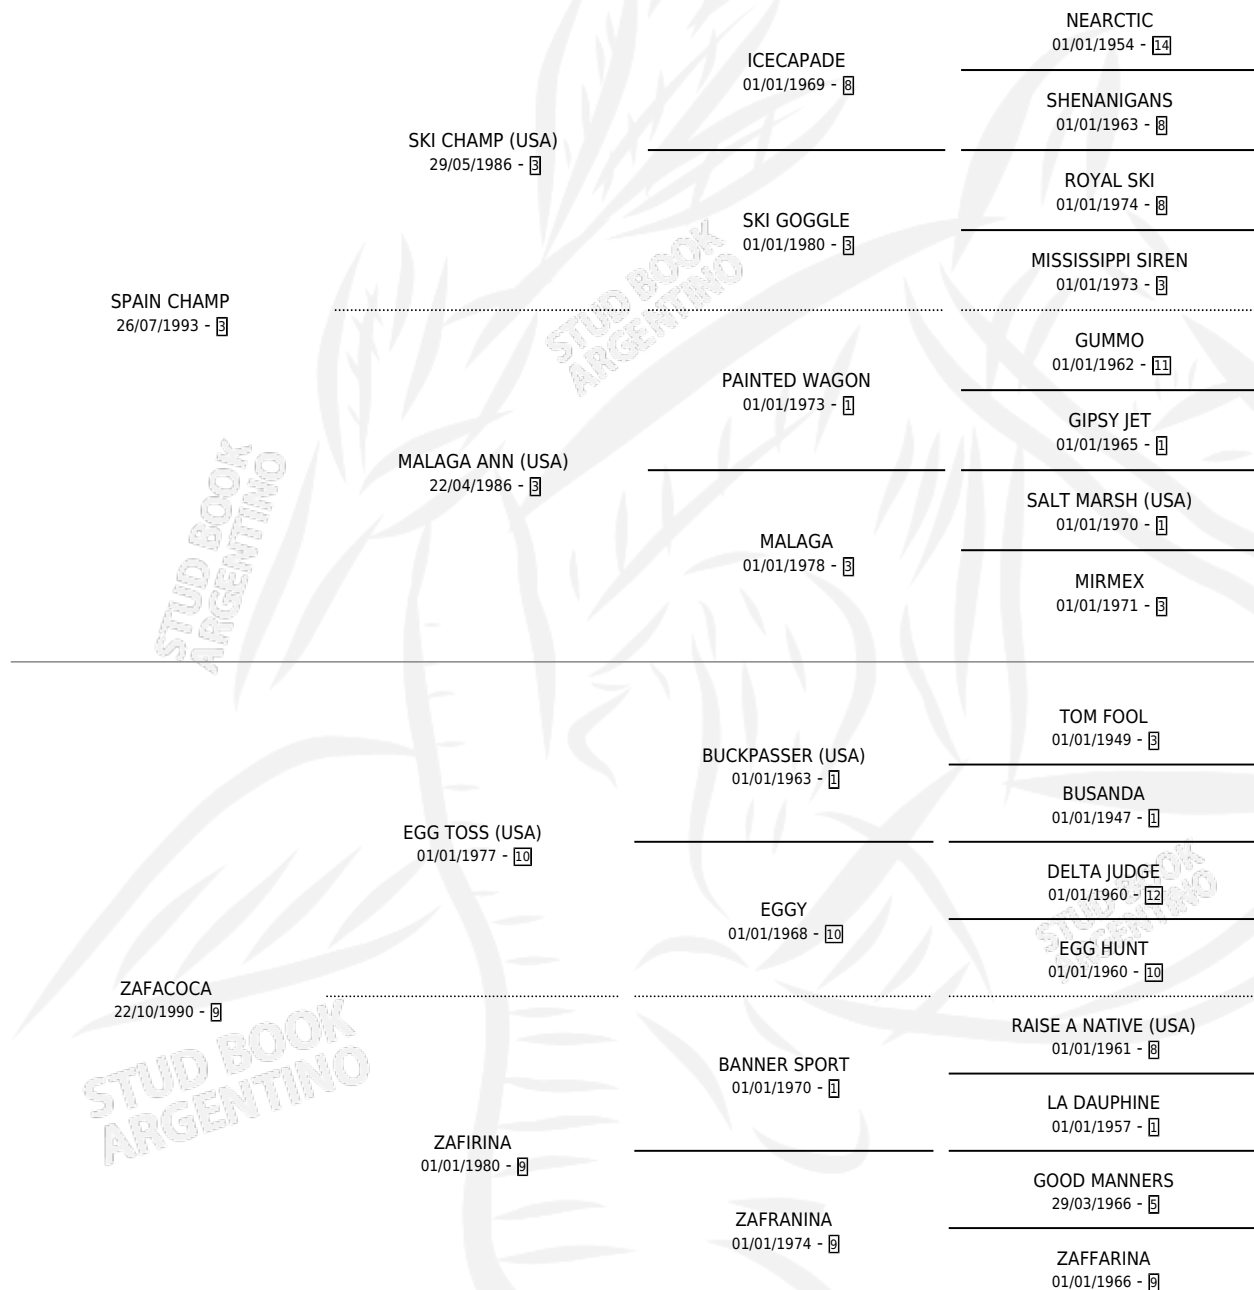 NEARCTIC
01/01/1954 - 14
ICECAPADE
01/01/1969 - 8
SHENANIGANS
01/01/1963 - 8
SKI CHAMP (USA)
29/05/1986 - 3
ROYAL SKI
01/01/1974 - 8
SKI GOGGLE
01/01/1980 - 3
MISSISSIPPI SIREN
01/01/1973 - 3
SPAIN CHAMP
26/07/1993 - 3
GUMMO
01/01/1962 - 11
PAINTED WAGON
01/01/1973 - 1
GIPSY JET
01/01/1965 - 1
MALAGA ANN (USA)
22/04/1986 - 3
SALT MARSH (USA)
01/01/1970 - 1
MALAGA
01/01/1978 - 3
MIRMEX
01/01/1971 - 3
TOM FOOL
01/01/1949 - 3
BUCKPASSER (USA)
01/01/1963 - 1
BUSANDA
01/01/1947 - 1
EGG TOSS (USA)
01/01/1977 - 10
DELTA JUDGE
01/01/1960 - 12
EGGY
01/01/1968 - 10
EGG HUNT
01/01/1960 - 10
ZAFACOCA
22/10/1990 - 9
RAISE A NATIVE (USA)
01/01/1961 - 8
BANNER SPORT
01/01/1970 - 1
LA DAUPHINE
01/01/1957 - 1
ZAFIRINA
01/01/1980 - 9
GOOD MANNERS
29/03/1966 - 5
ZAFRANINA
01/01/1974 - 9
ZAFFARINA
01/01/1966 - 9
STUD BOOK
ARGENTINO
STUD BOOK
ARGENTINO
STUD BOOK
ARGENTINO
STUD BOOK
ARGENTINO